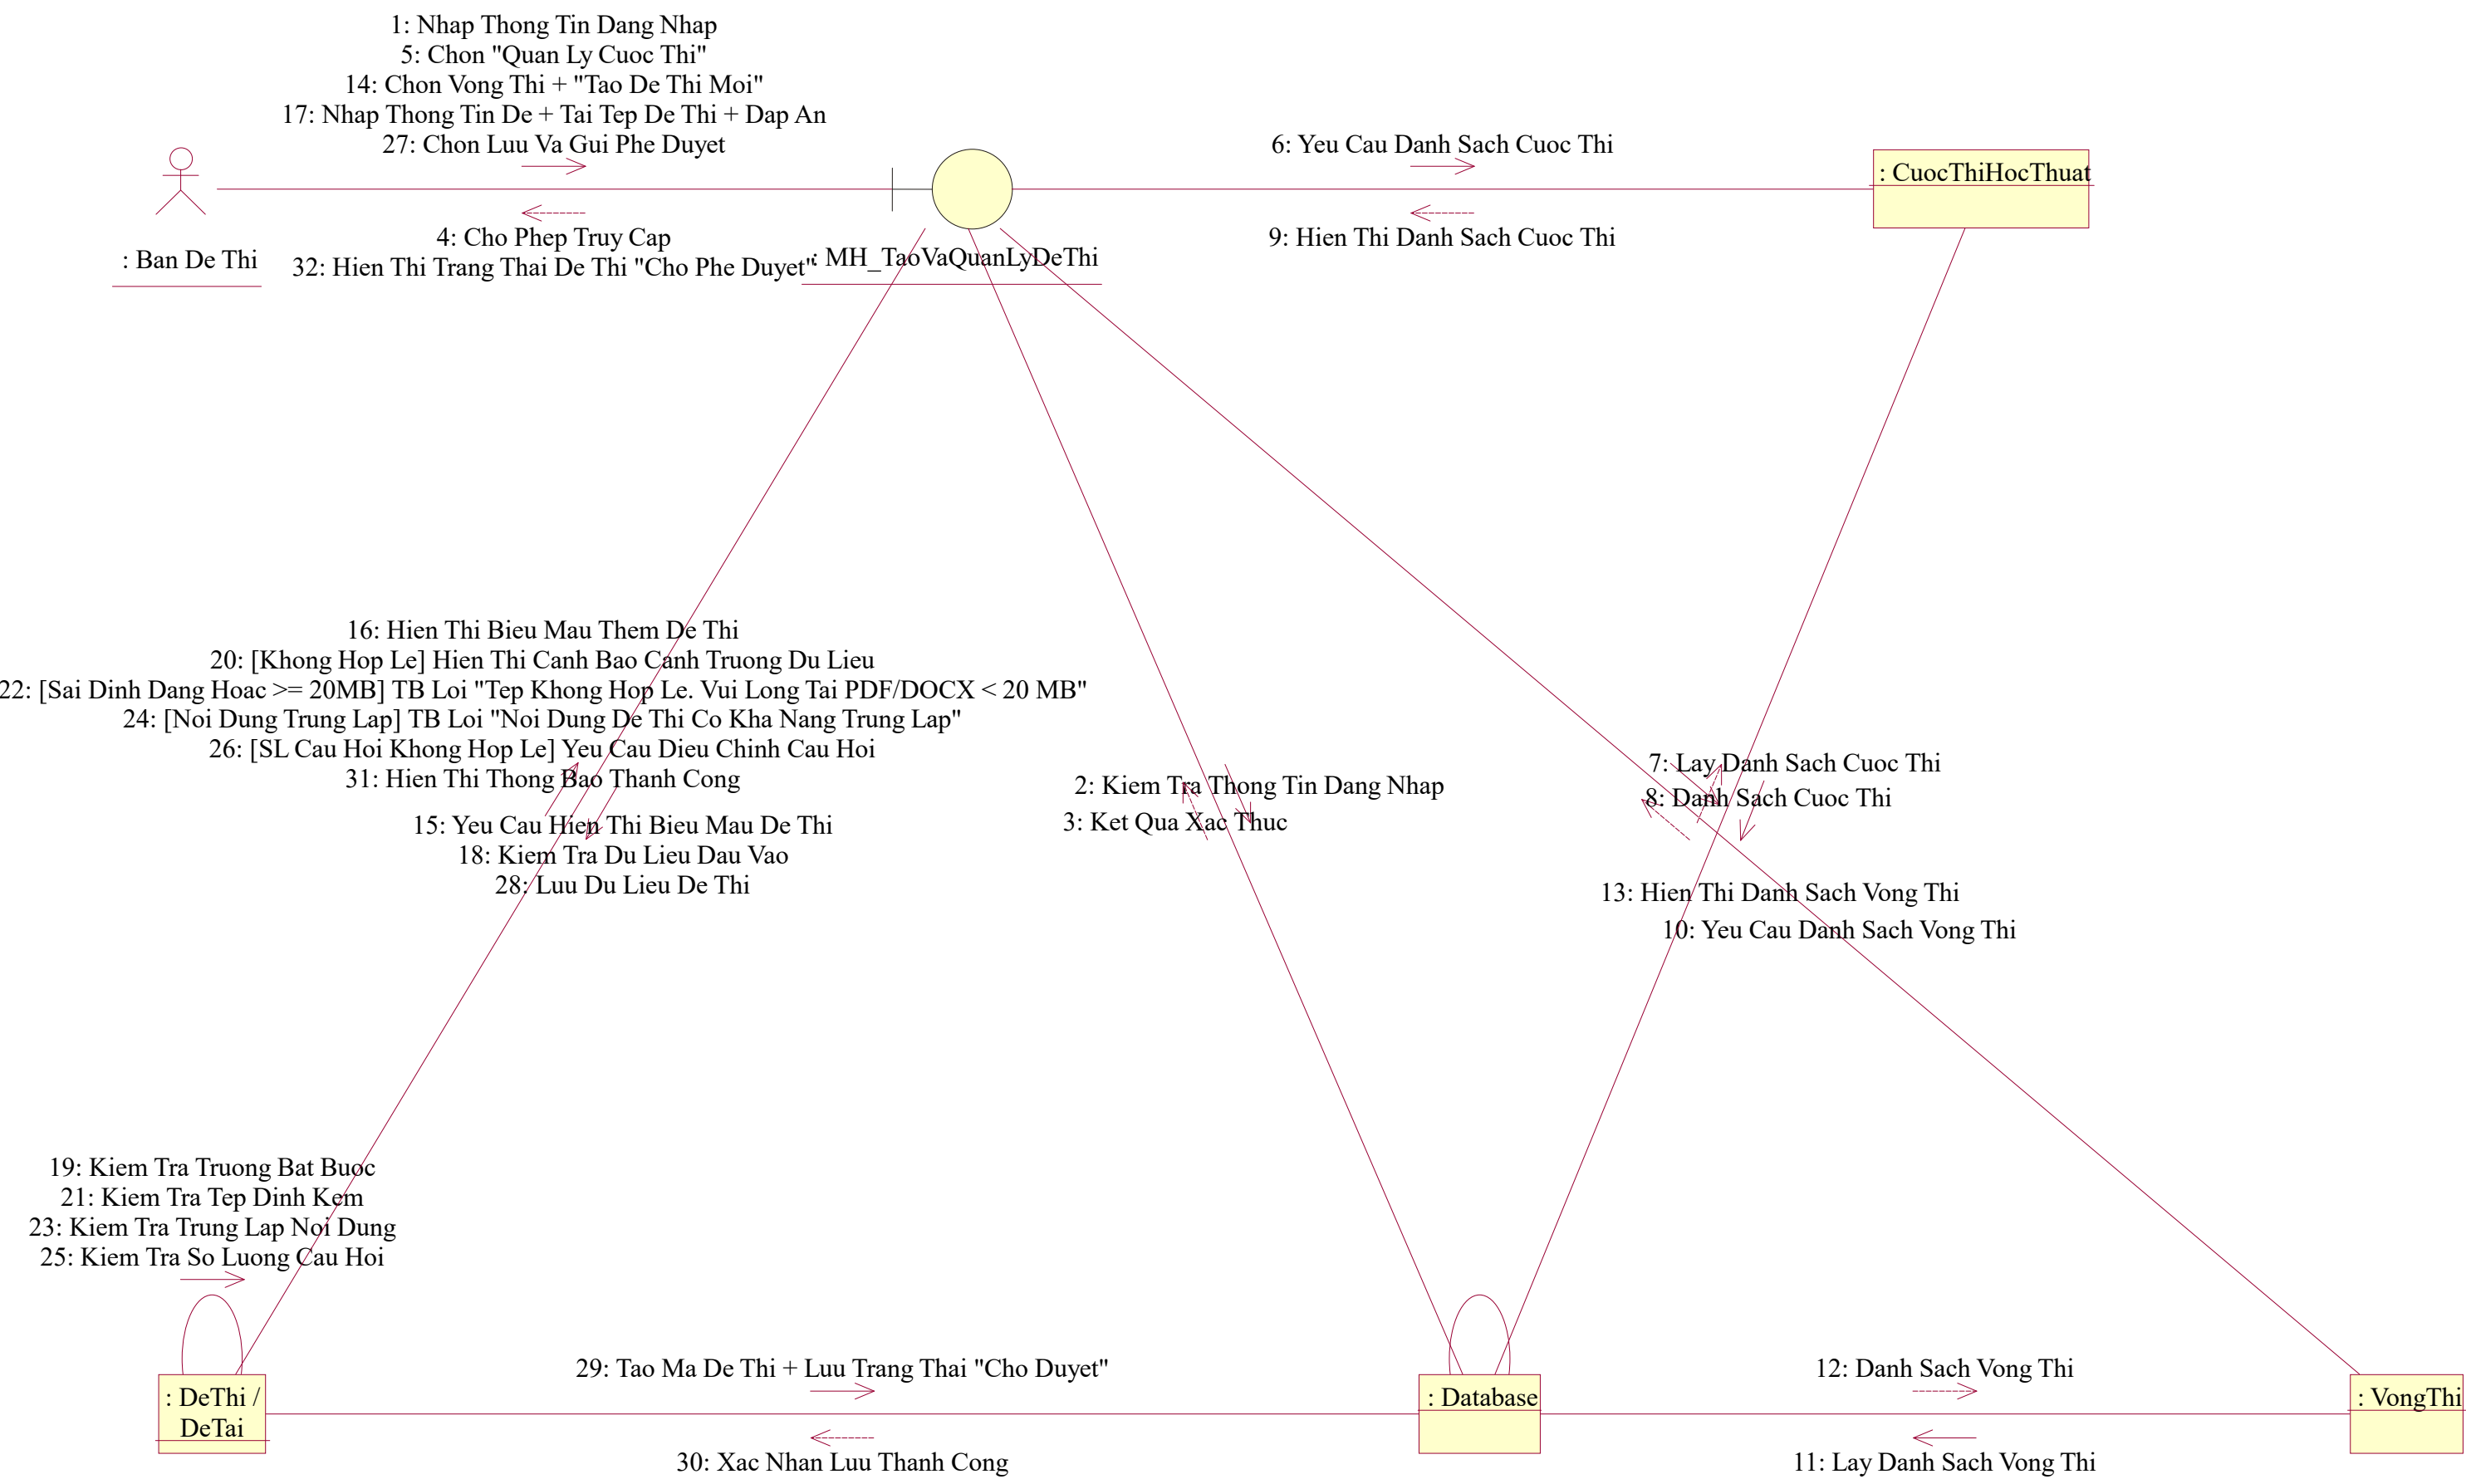 1: Nhap Thong Tin Dang Nhap
5: Chon "Quan Ly Cuoc Thi"
14: Chon Vong Thi + "Tao De Thi Moi"
17: Nhap Thong Tin De + Tai Tep De Thi + Dap An
27: Chon Luu Va Gui Phe Duyet
6: Yeu Cau Danh Sach Cuoc Thi
: CuocThiHocThuat
4: Cho Phep Truy Cap
9: Hien Thi Danh Sach Cuoc Thi
: Ban De Thi
32: Hien Thi Trang Thai De Thi "Cho Phe Duyet"
: MH_TaoVaQuanLyDeThi
16: Hien Thi Bieu Mau Them De Thi
20: [Khong Hop Le] Hien Thi Canh Bao Canh Truong Du Lieu
22: [Sai Dinh Dang Hoac >= 20MB] TB Loi "Tep Khong Hop Le. Vui Long Tai PDF/DOCX < 20 MB"
24: [Noi Dung Trung Lap] TB Loi "Noi Dung De Thi Co Kha Nang Trung Lap"
26: [SL Cau Hoi Khong Hop Le] Yeu Cau Dieu Chinh Cau Hoi
31: Hien Thi Thong Bao Thanh Cong
15: Yeu Cau Hien Thi Bieu Mau De Thi
18: Kiem Tra Du Lieu Dau Vao
28: Luu Du Lieu De Thi
2: Kiem Tra Thong Tin Dang Nhap
3: Ket Qua Xac Thuc
7: Lay Danh Sach Cuoc Thi
8: Danh Sach Cuoc Thi
13: Hien Thi Danh Sach Vong Thi
10: Yeu Cau Danh Sach Vong Thi
19: Kiem Tra Truong Bat Buoc
21: Kiem Tra Tep Dinh Kem
23: Kiem Tra Trung Lap Noi Dung
25: Kiem Tra So Luong Cau Hoi
29: Tao Ma De Thi + Luu Trang Thai "Cho Duyet"
12: Danh Sach Vong Thi
: DeThi /
DeTai
: Database
: VongThi
30: Xac Nhan Luu Thanh Cong
11: Lay Danh Sach Vong Thi